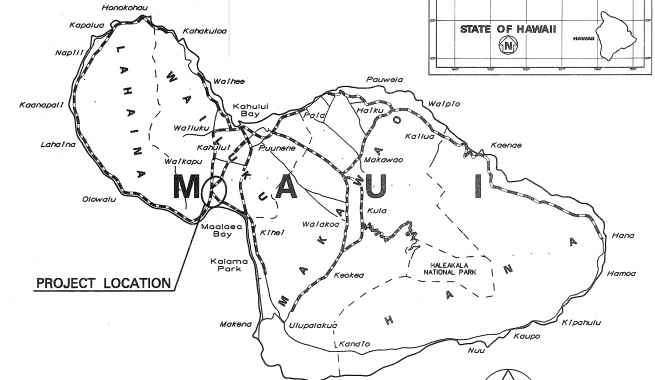 Honokohau
Kapalua
Kahakuloa
STATE OF HAWAII
N
HAWAII
Napili
LAHAINA
WAILUKU
Waihee
Pauwela
Kaanapali
Kahului
Bay
Paia
Haiku
Waipio
Wailuku
Kailua
Lahaina
Kahului
Puunene
Kaenae
Waikapu
Makawao
MAUI
MAKAWAO
Olowalu
Kula
Maalaea
Bay
Kihei
Waiakoa
Hana
HANA
Kalama
Park
HALEAKALA
NATIONAL PARK
Hamoa
Keokea
PROJECT LOCATION
Makena
Ulupalakua
Kipahulu
Kaupo
Kanaio
Nuu